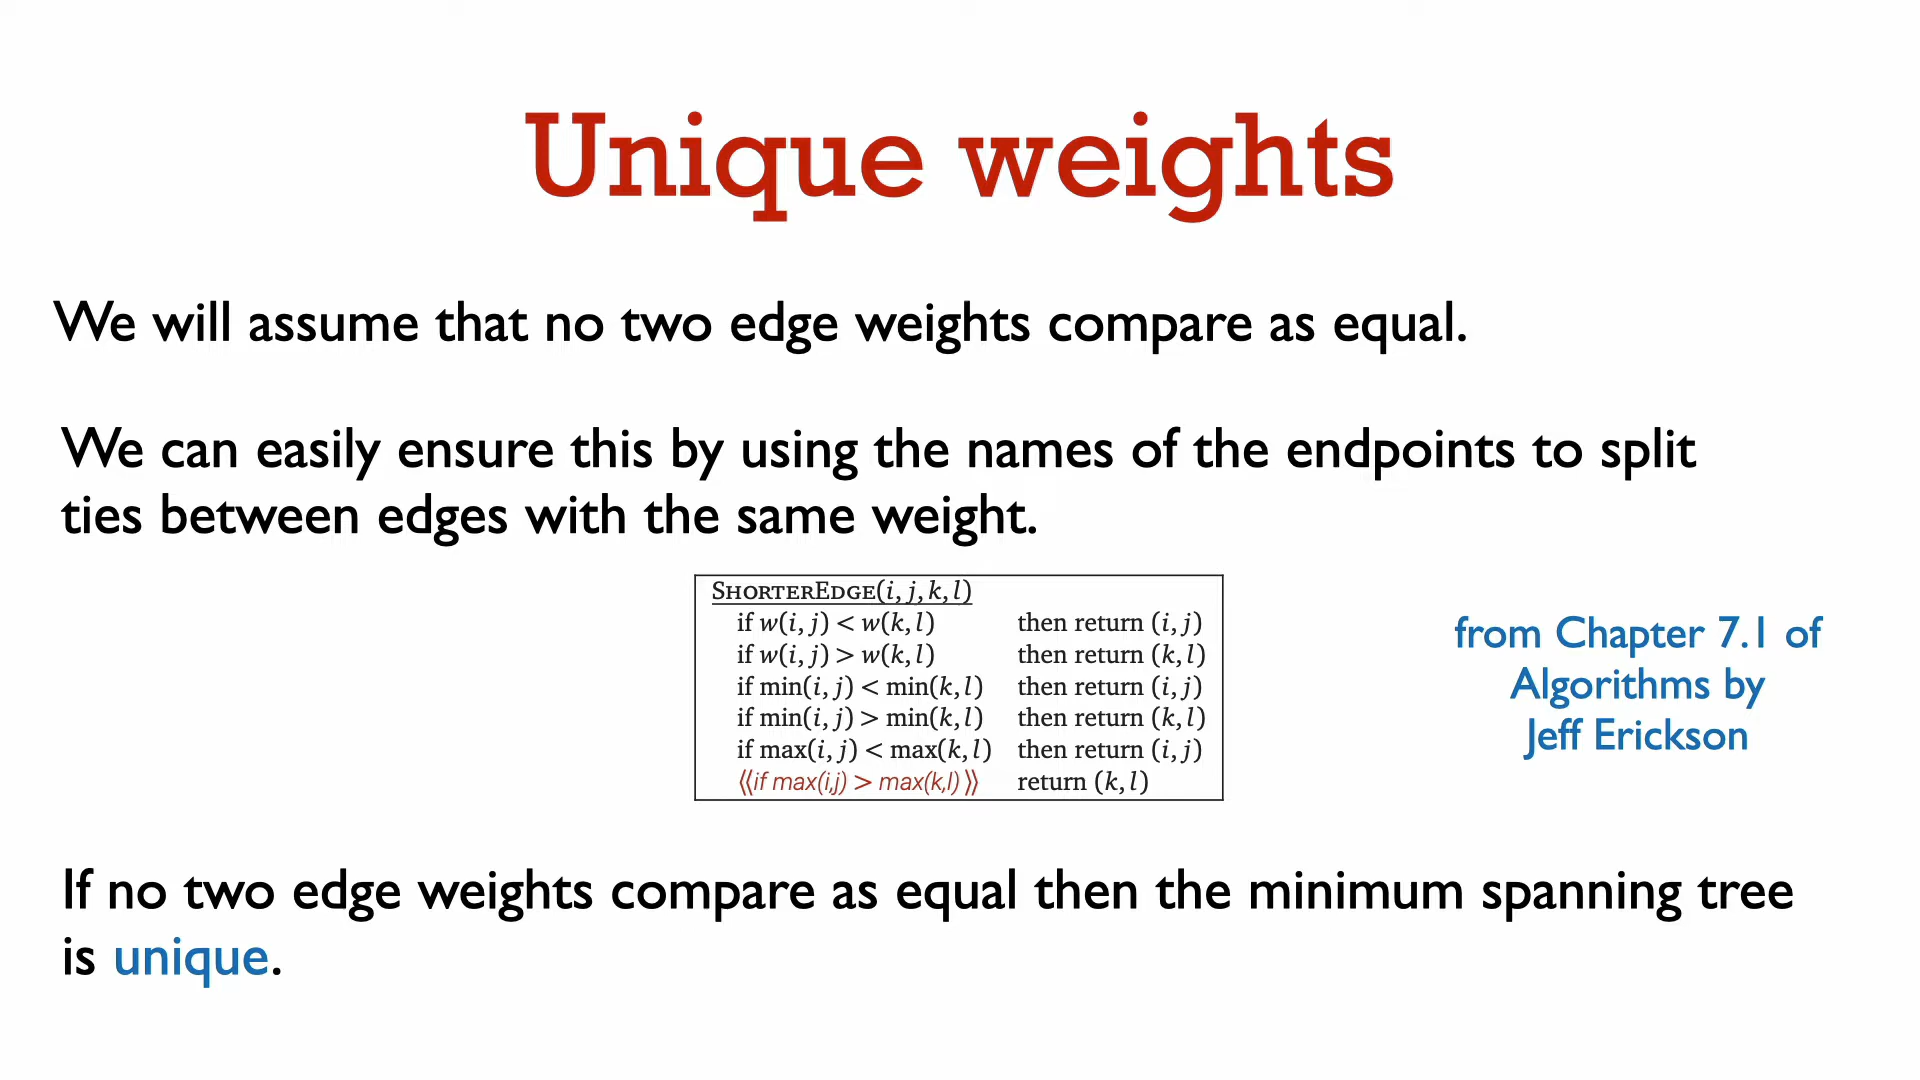 Unique weights
We will assume that no two edge weights compare as equal.
We can easily ensure this by using the names of the endpoints to split
ties between edges with the same weight.
SHORTEREDGE(i, j, k, l)
if w(i, j) < w(k, l) then return (i, j)
if w(i, j) > w(k, l) then return (k, l)
if min(i, j) < min(k, l) then return (i, j)
if min(i, j) > min(k, l) then return (k, l)
if max(i, j) < max(k, l) then return (i, j)
⟪if max(i,j) > max(k,l)⟫ return (k, l)
from Chapter 7.1 of
Algorithms by
Jeff Erickson
If no two edge weights compare as equal then the minimum spanning tree
is unique.